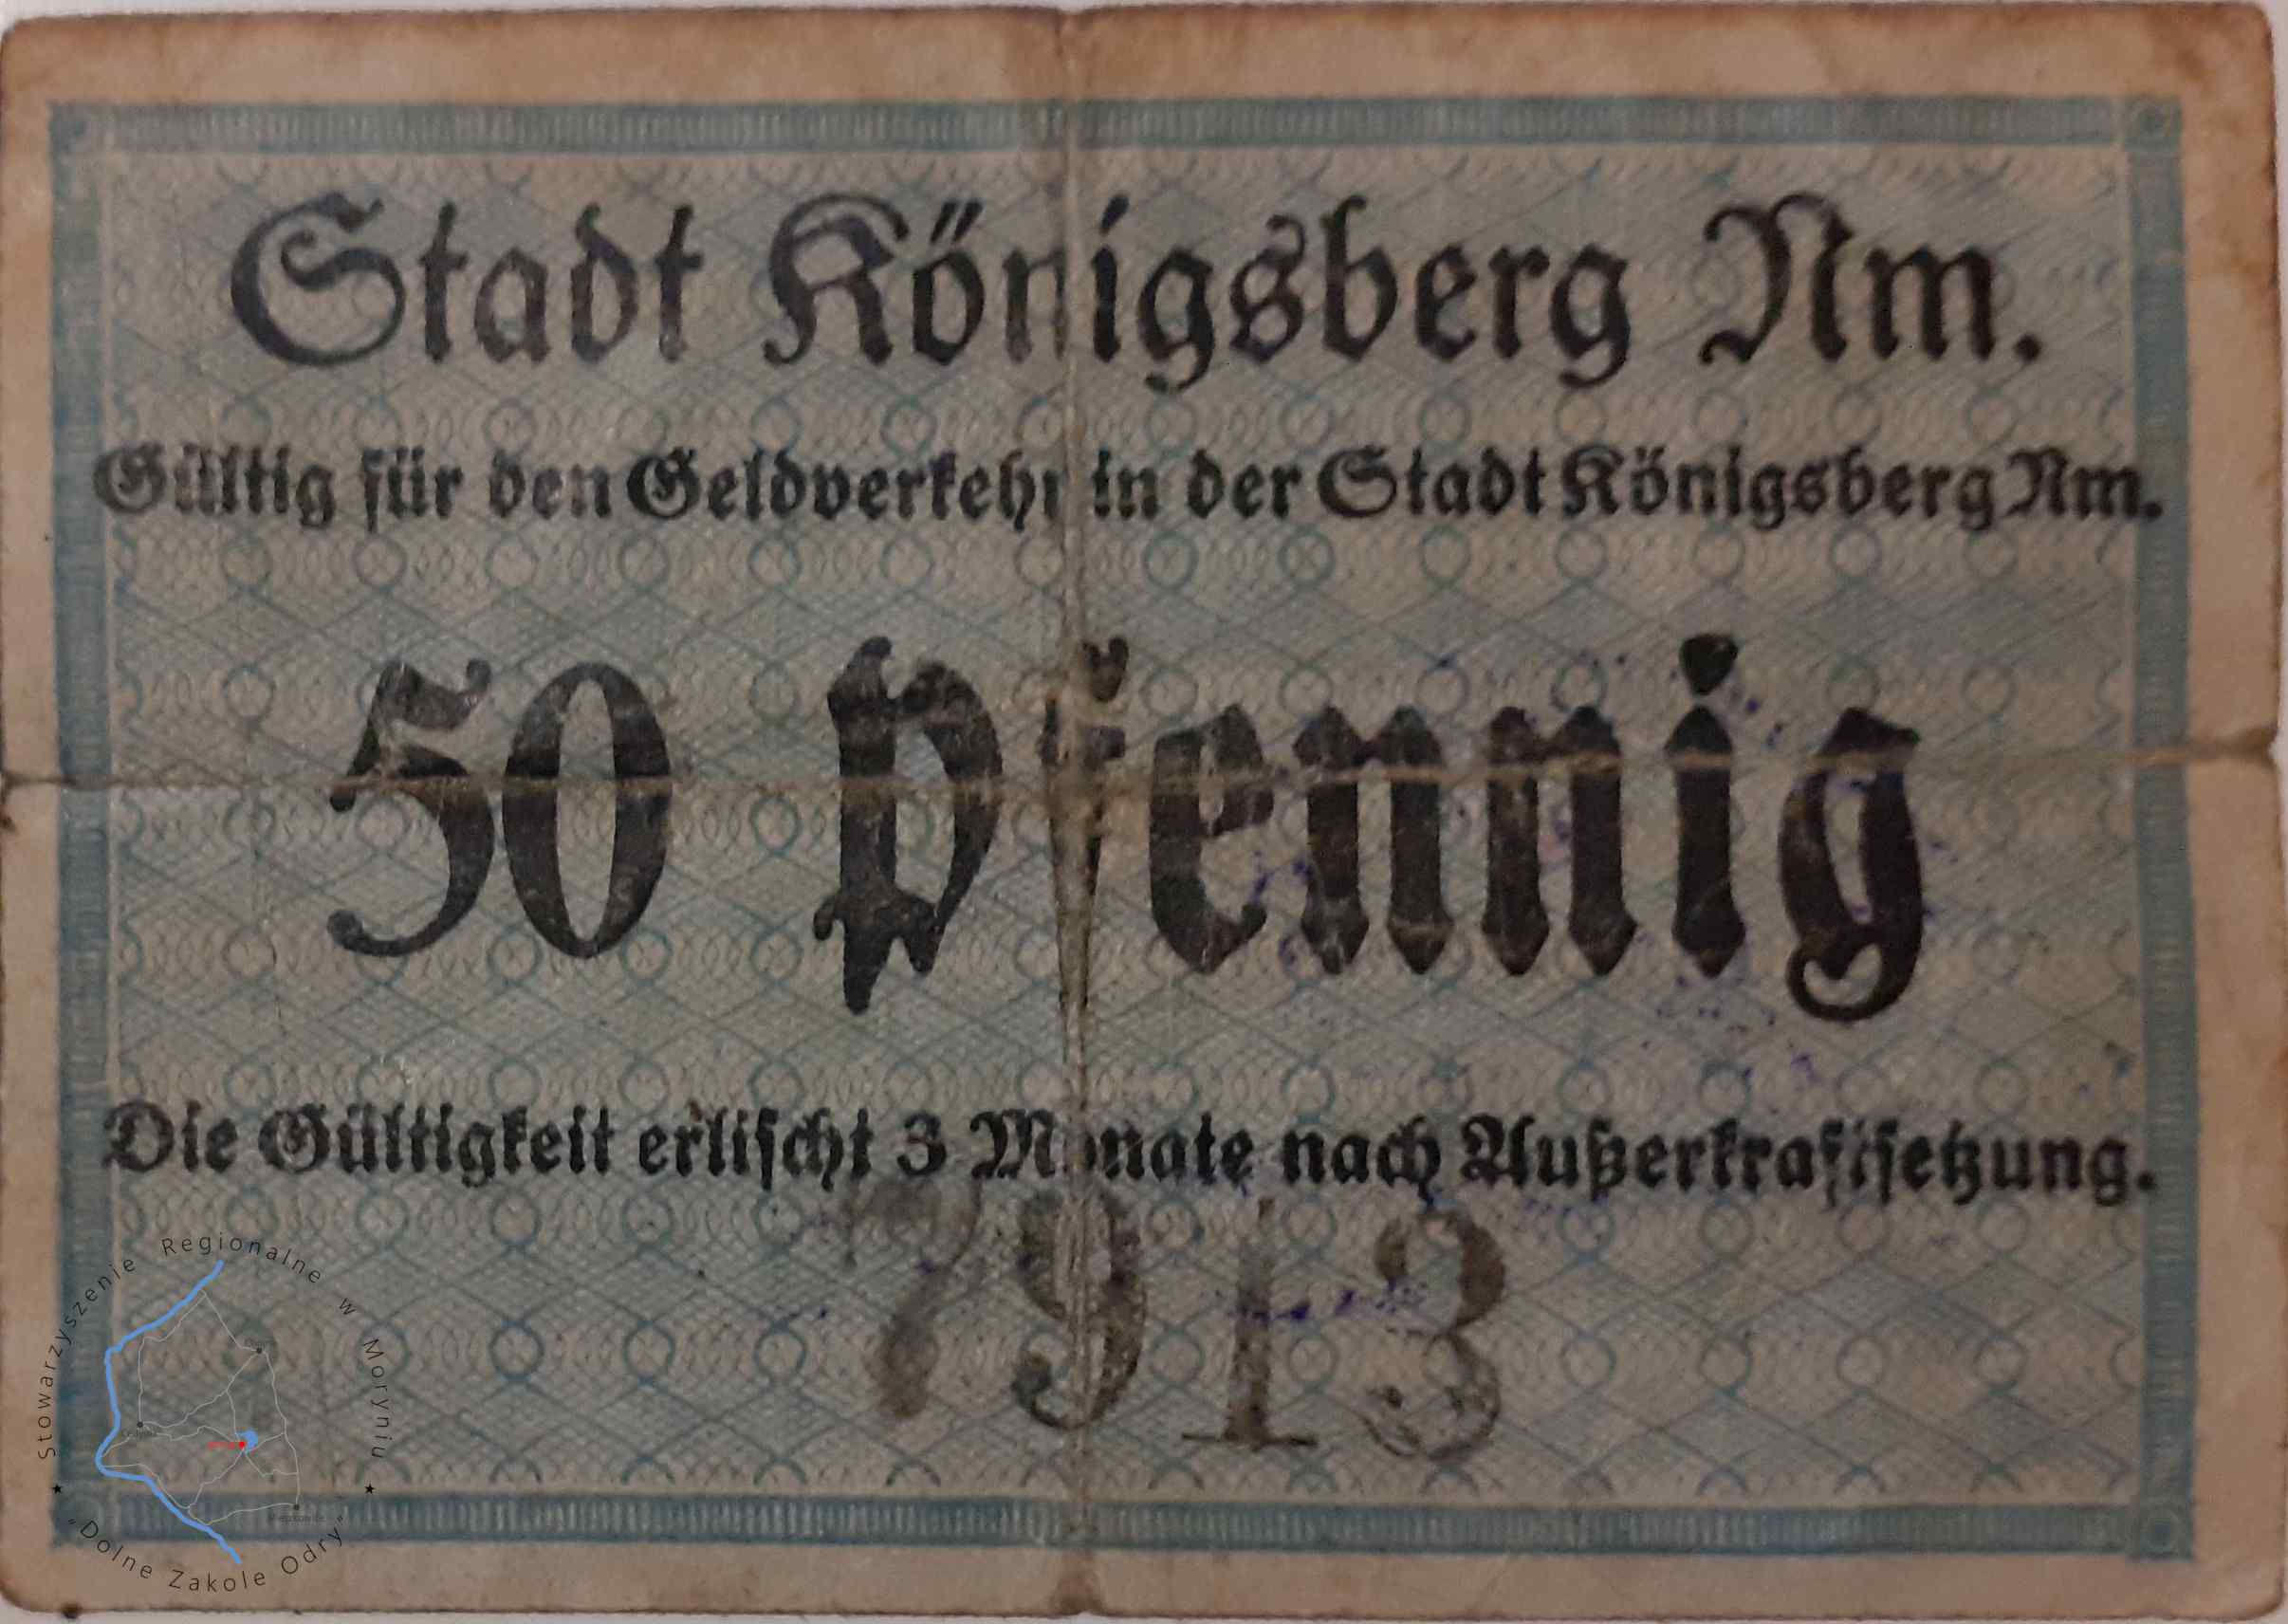 Stadt Königsberg Nm.
Gültig für den Geldverkehr in der Stadt Königsberg Nm.
50 Pfennig
Die Gültigkeit erlischt 3 Monate nach Außerkraftsetzung.
7913
Stowarzyszenie Regionalne w Moryniu
"Dolne Zakole Odry"